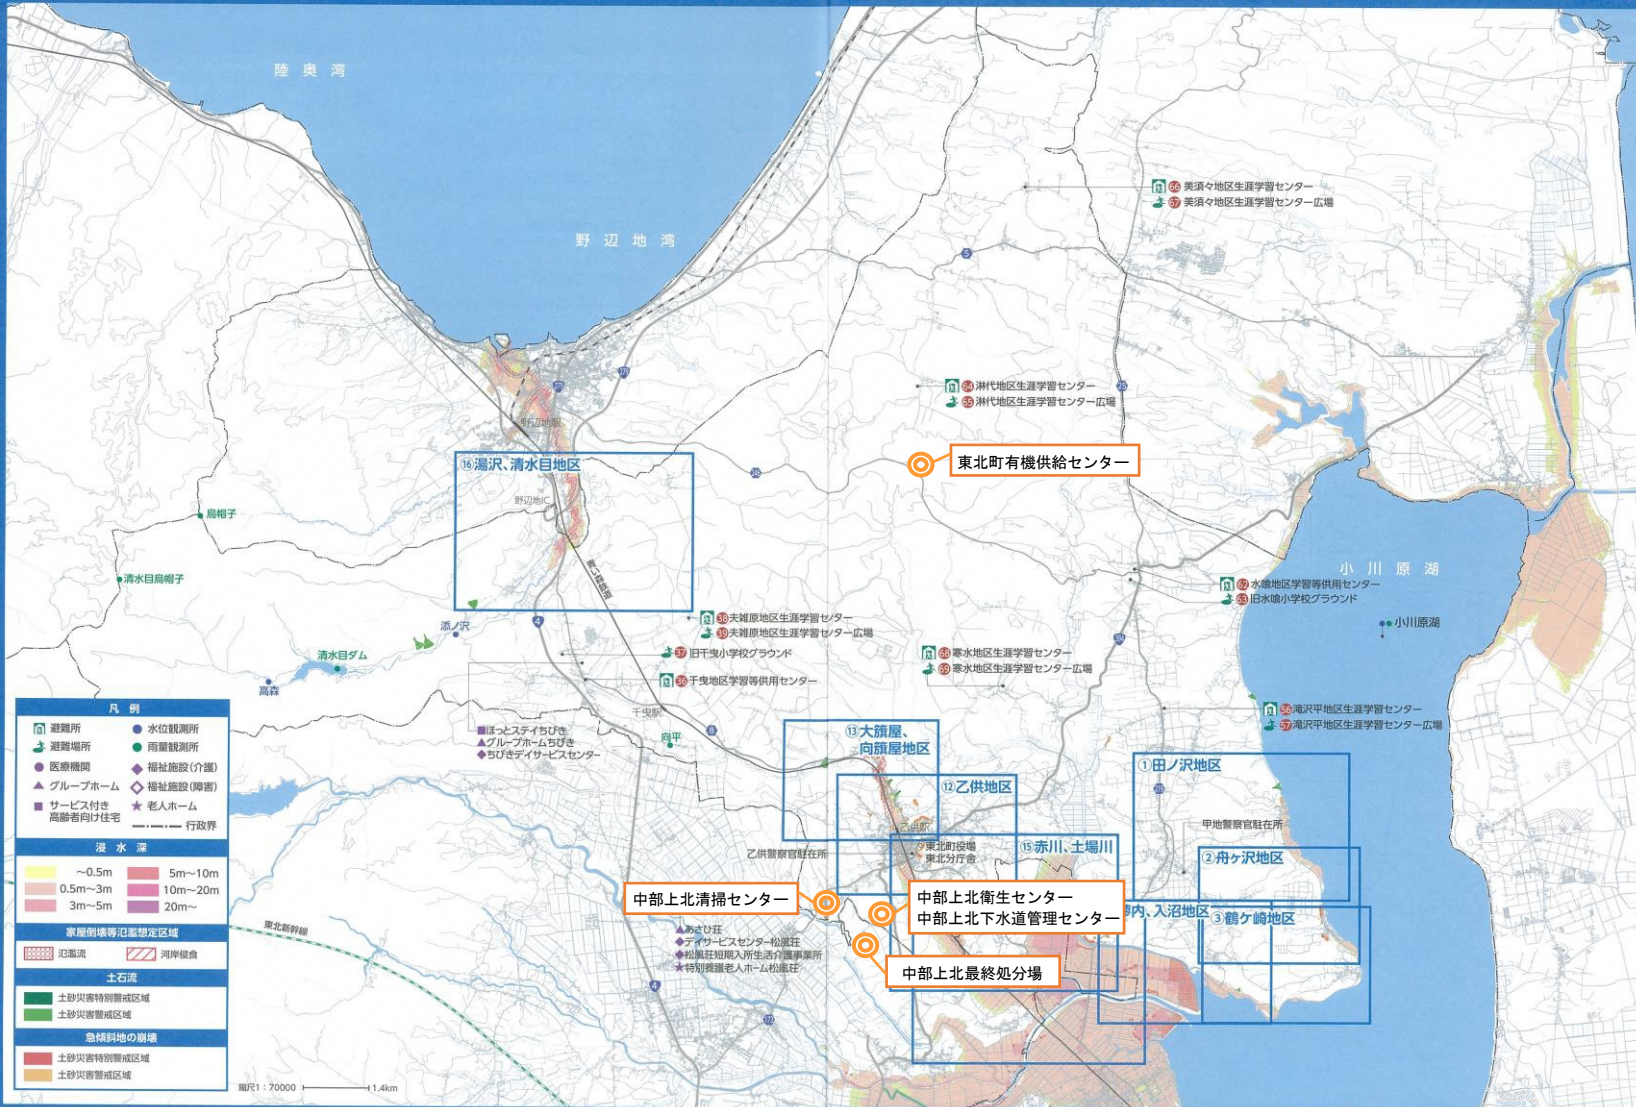 陸奥湾
野辺地湾
66 美須々地区生涯学習センター
67 美須々地区生涯学習センター広場
5
279
279
25
64 淋代地区生涯学習センター
65 淋代地区生涯学習センター広場
野辺地駅
東北町有機供給センター
⑯湯沢、清水目地区
野辺地IC
青い森鉄道
烏帽子
清水目烏帽子
小川原湖
62 水喰地区学習等供用センター
63 旧水喰小学校グラウンド
小川原湖
添ノ沢
4
38 夫雑原地区生涯学習センター
39 夫雑原地区生涯学習センター広場
37 旧千曳小学校グラウンド
36 千曳地区学習等供用センター
394
68 寒水地区生涯学習センター
69 寒水地区生涯学習センター広場
清水目ダム
高森
千曳駅
向平
8
ほっとステイちびき
グループホームちびき
ちびきデイサービスセンター
56 滝沢平地区生涯学習センター
57 滝沢平地区生涯学習センター広場
⑬大旗屋、
向旗屋地区
①田ノ沢地区
⑫乙供地区
甲地警察官駐在所
乙供駅
乙供警察官駐在所
東北町役場
東北分庁舎
⑮赤川、土場川
②舟ヶ沢地区
中部上北清掃センター
中部上北衛生センター
中部上北下水道管理センター
内、入沼地区
③鶴ケ崎地区
あさひ荘
デイサービスセンター松風荘
松風荘短期入所生活介護事業所
特別養護老人ホーム松風荘
中部上北最終処分場
東北新幹線
4
173
凡例
避難所
水位観測所
避難場所
雨量観測所
医療機関
福祉施設(介護)
グループホーム
福祉施設(障害)
サービス付き
高齢者向け住宅
老人ホーム
行政界
浸水深
~0.5m
5m~10m
0.5m~3m
10m~20m
3m~5m
20m~
家屋倒壊等氾濫想定区域
氾濫流
河岸侵食
土石流
土砂災害特別警戒区域
土砂災害警戒区域
急傾斜地の崩壊
土砂災害特別警戒区域
土砂災害警戒区域
縮尺1:70000
1.4km